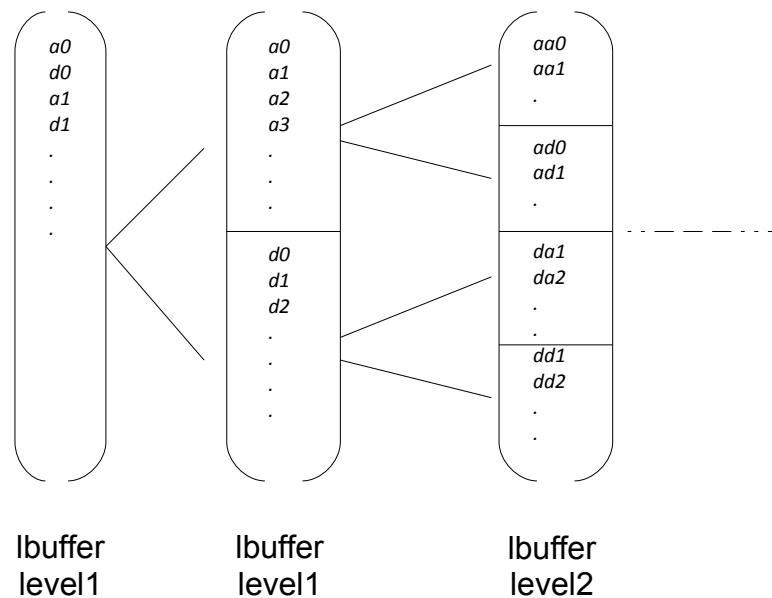 a0
d0
a1
d1
.
.
.
.
a0
a1
a2
a3
.
.
.
.
d0
d1
d2
.
.
.
.
aa0
aa1
.
ad0
ad1
.
da1
da2
.
.
dd1
dd2
.
.
lbuffer
level1
lbuffer
level1
lbuffer
level2